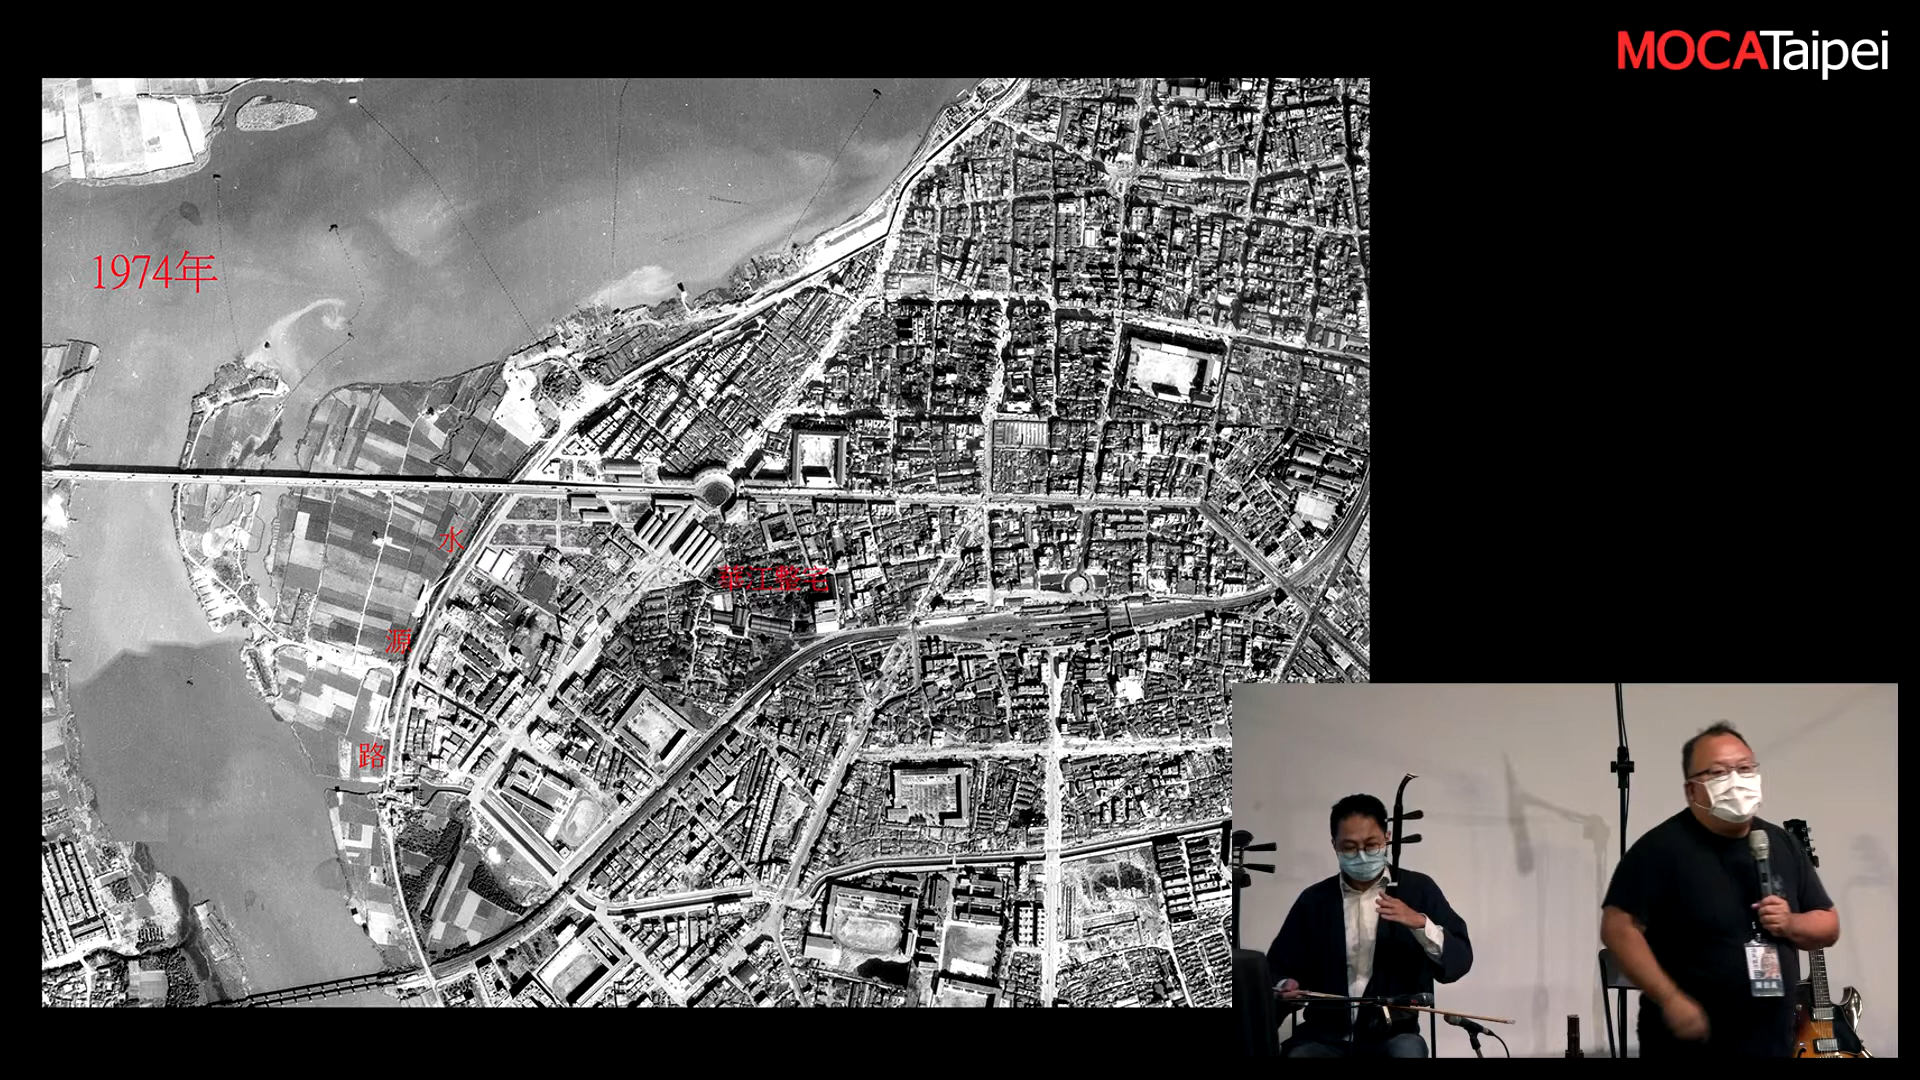 MOCATaipei
1974年
水
源
路
華江整宅